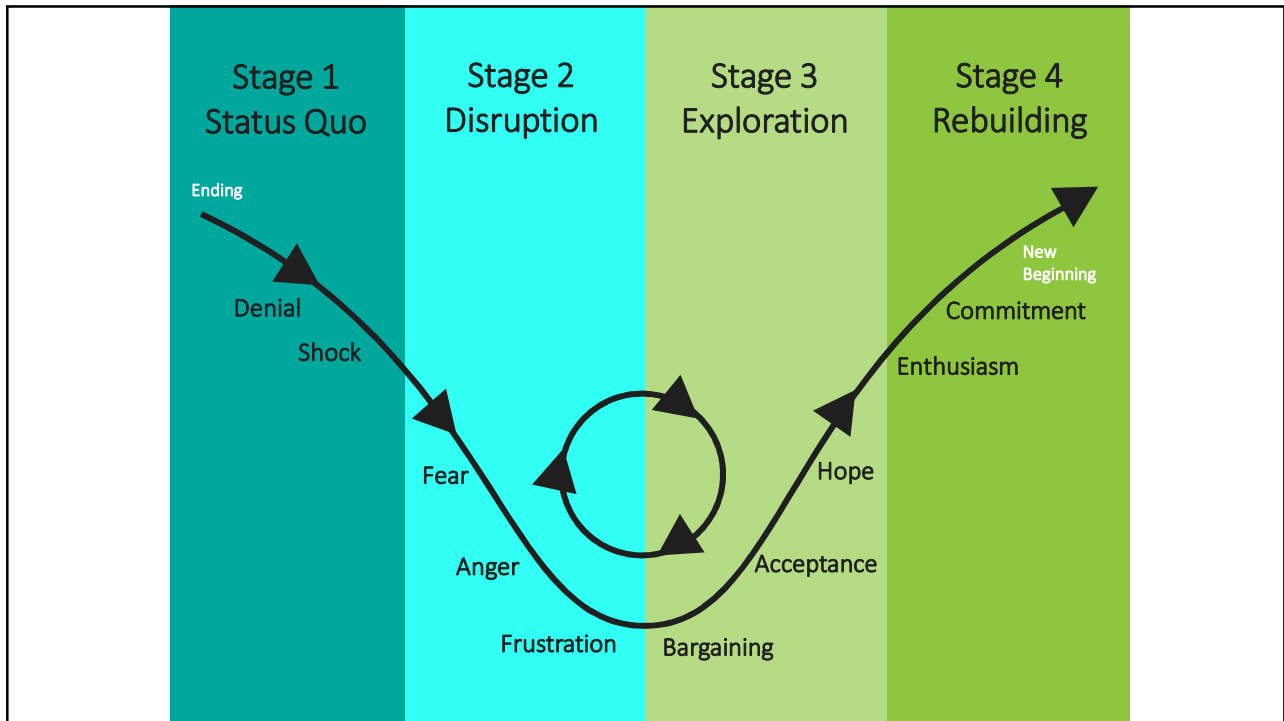 Stage 1
Status Quo
Stage 2
Disruption
Stage 3
Exploration
Stage 4
Rebuilding
Ending
Denial
Shock
Fear
Anger
Frustration
Bargaining
Acceptance
Hope
Enthusiasm
Commitment
New
Beginning